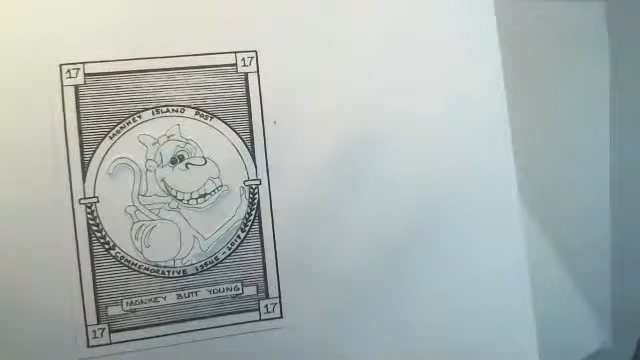 17 17
MONKEY ISLAND POST
COMMEMORATIVE ISSUE - 2017
MONKEY BUTT YOUNG
17 17